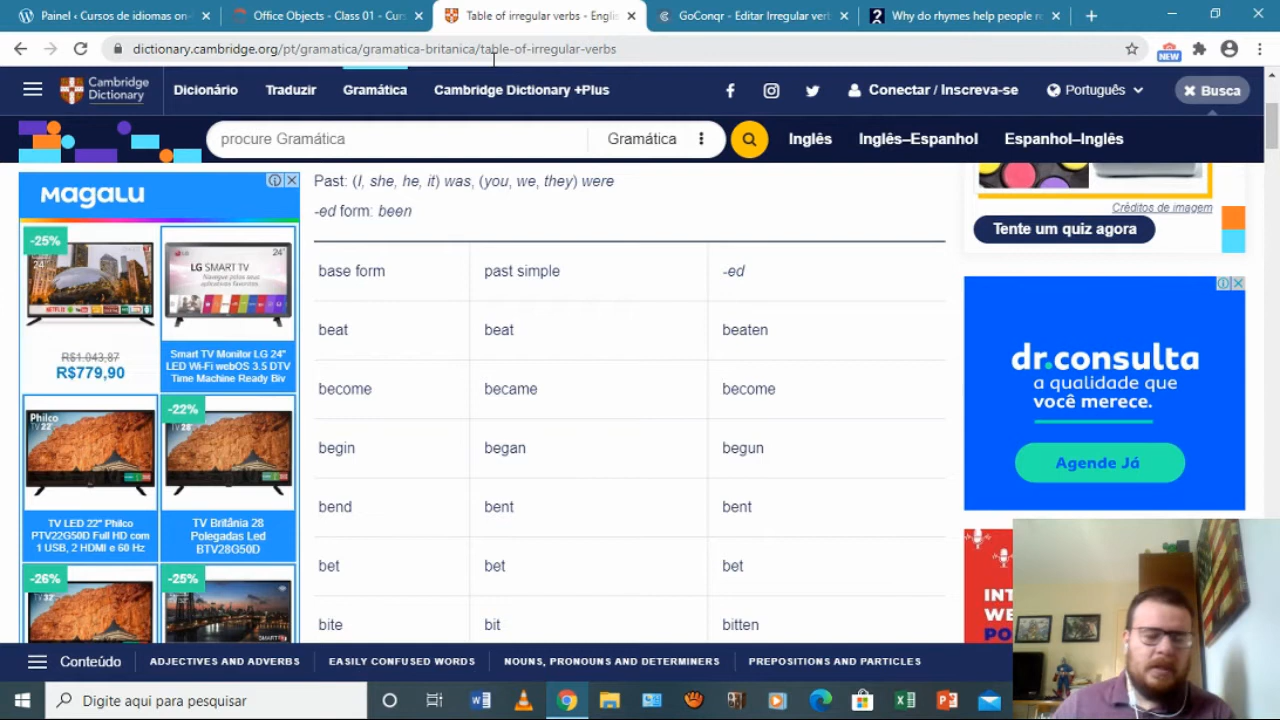 Painel ‹ Cursos de idiomas on-
Office Objects - Class 01 - Curs
Table of irregular verbs - Englis
GoConqr - Editar Irregular verb
Why do rhymes help people re
dictionary.cambridge.org/pt/gramatica/gramatica-britanica/table-of-irregular-verbs
NEW
Cambridge Dictionary
Dicionário
Traduzir
Gramática
Cambridge Dictionary +Plus
Conectar / Inscreva-se
Português
Busca
procure Gramática
Gramática
Inglês
Inglês–Espanhol
Espanhol–Inglês
MAGALU
-25%
R$1.043,87
R$779,90
LG SMART TV
Smart TV Monitor LG 24"
LED Wi-Fi webOS 3.5 DTV
Time Machine Ready Biv
Philco
-22%
TV LED 22" Philco
PTV22G50D Full HD com
1 USB, 2 HDMI e 60 Hz
TV Britânia 28
Polegadas Led
BTV28G50D
-26%
-25%
Past: (I, she, he, it) was, (you, we, they) were
-ed form: been
base form past simple -ed
beat beat beaten
become became become
begin began begun
bend bent bent
bet bet bet
bite bit bitten
Créditos de imagem
Tente um quiz agora
dr.consulta
a qualidade que
você merece.
Agende Já
Conteúdo
ADJECTIVES AND ADVERBS
EASILY CONFUSED WORDS
NOUNS, PRONOUNS AND DETERMINERS
PREPOSITIONS AND PARTICLES
Digite aqui para pesquisar